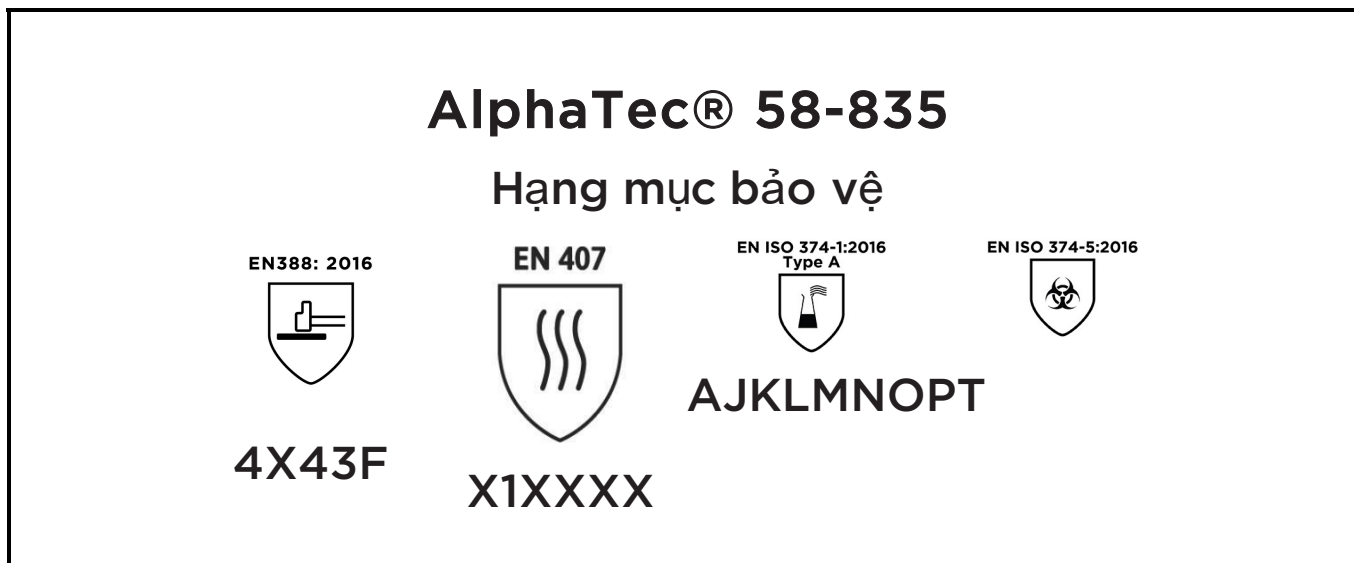 AlphaTec® 58-835
Hạng mục bảo vệ
EN388: 2016
4X43F
EN 407
X1XXXX
EN ISO 374-1:2016
Type A
AJKLMNOPT
EN ISO 374-5:2016